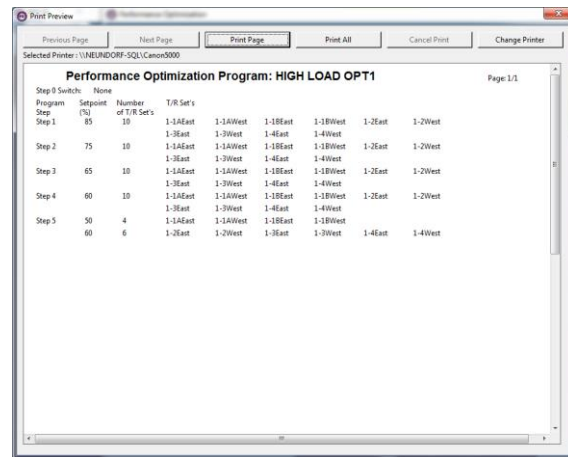 Print Preview
Previous Page Next Page Print Page Print All Cancel Print Change Printer
Selected Printer : \\NEUNDORF-SQL\Canon5000
Performance Optimization Program: HIGH LOAD OPT1 Page: 1/1
Step 0 Switch: None
Program Setpoint Number T/R Set's
Step (%) of T/R Set's
Step 1 85 10 1-1AEast 1-1AWest 1-1BEast 1-1BWest 1-2East 1-2West
1-3East 1-3West 1-4East 1-4West
Step 2 75 10 1-1AEast 1-1AWest 1-1BEast 1-1BWest 1-2East 1-2West
1-3East 1-3West 1-4East 1-4West
Step 3 65 10 1-1AEast 1-1AWest 1-1BEast 1-1BWest 1-2East 1-2West
1-3East 1-3West 1-4East 1-4West
Step 4 60 10 1-1AEast 1-1AWest 1-1BEast 1-1BWest 1-2East 1-2West
1-3East 1-3West 1-4East 1-4West
Step 5 50 4 1-1AEast 1-1AWest 1-1BEast 1-1BWest
60 6 1-2East 1-2West 1-3East 1-3West 1-4East 1-4West